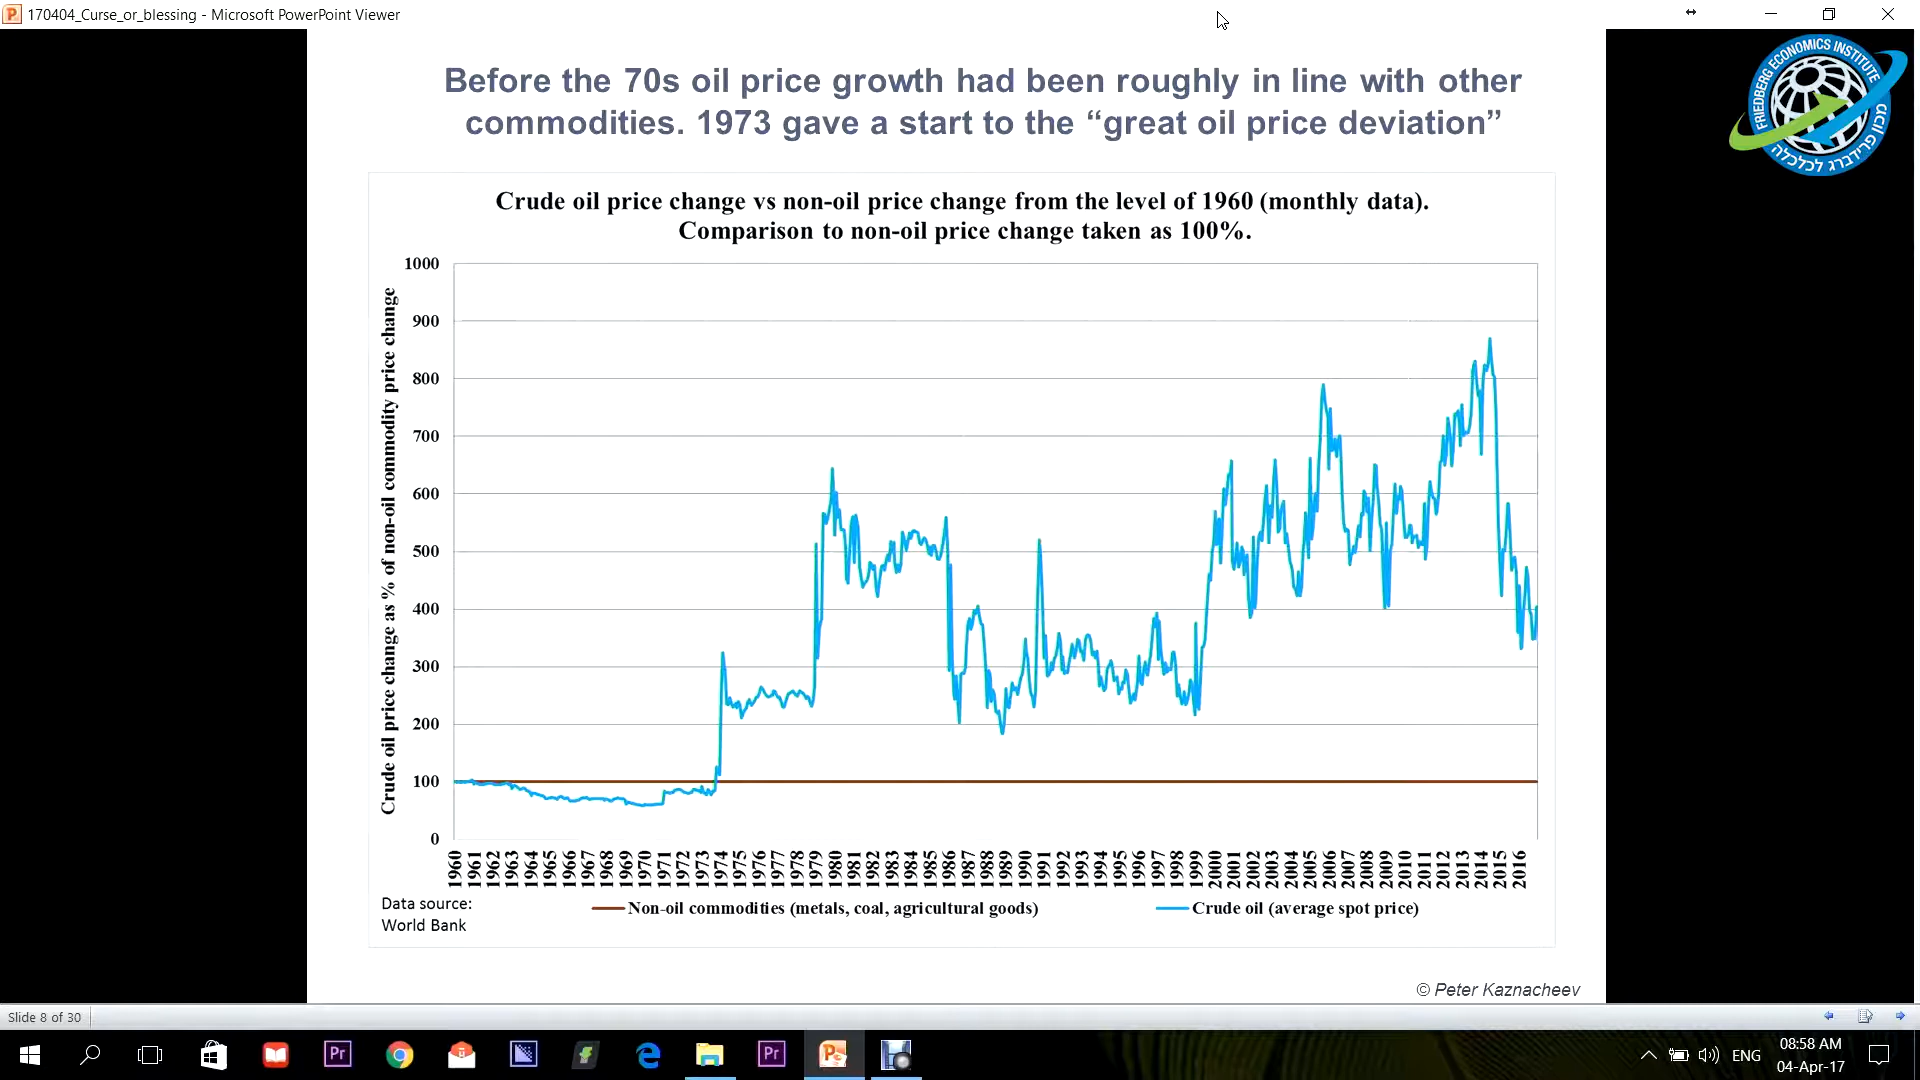 170404_Curse_or_blessing - Microsoft PowerPoint Viewer
Before the 70s oil price growth had been roughly in line with other
commodities. 1973 gave a start to the “great oil price deviation”
FRIEDBERG ECONOMICS INSTITUTE
מכון פרידברג לכלכלה
Crude oil price change vs non-oil price change from the level of 1960 (monthly data).
Comparison to non-oil price change taken as 100%.
Crude oil price change as % of non-oil commodity price change
1000
900
800
700
600
500
400
300
200
100
0
1960 1961 1962 1963 1964 1965 1966 1967 1968 1969 1970 1971 1972 1973 1974 1975 1976 1977 1978 1979 1980 1981 1982 1983 1984 1985 1986 1987 1988 1989 1990 1991 1992 1993 1994 1995 1996 1997 1998 1999 2000 2001 2002 2003 2004 2005 2006 2007 2008 2009 2010 2011 2012 2013 2014 2015 2016
Data source:
World Bank
Non-oil commodities (metals, coal, agricultural goods)
Crude oil (average spot price)
© Peter Kaznacheev
Slide 8 of 30
Pr
Pr
ENG
08:58 AM
04-Apr-17